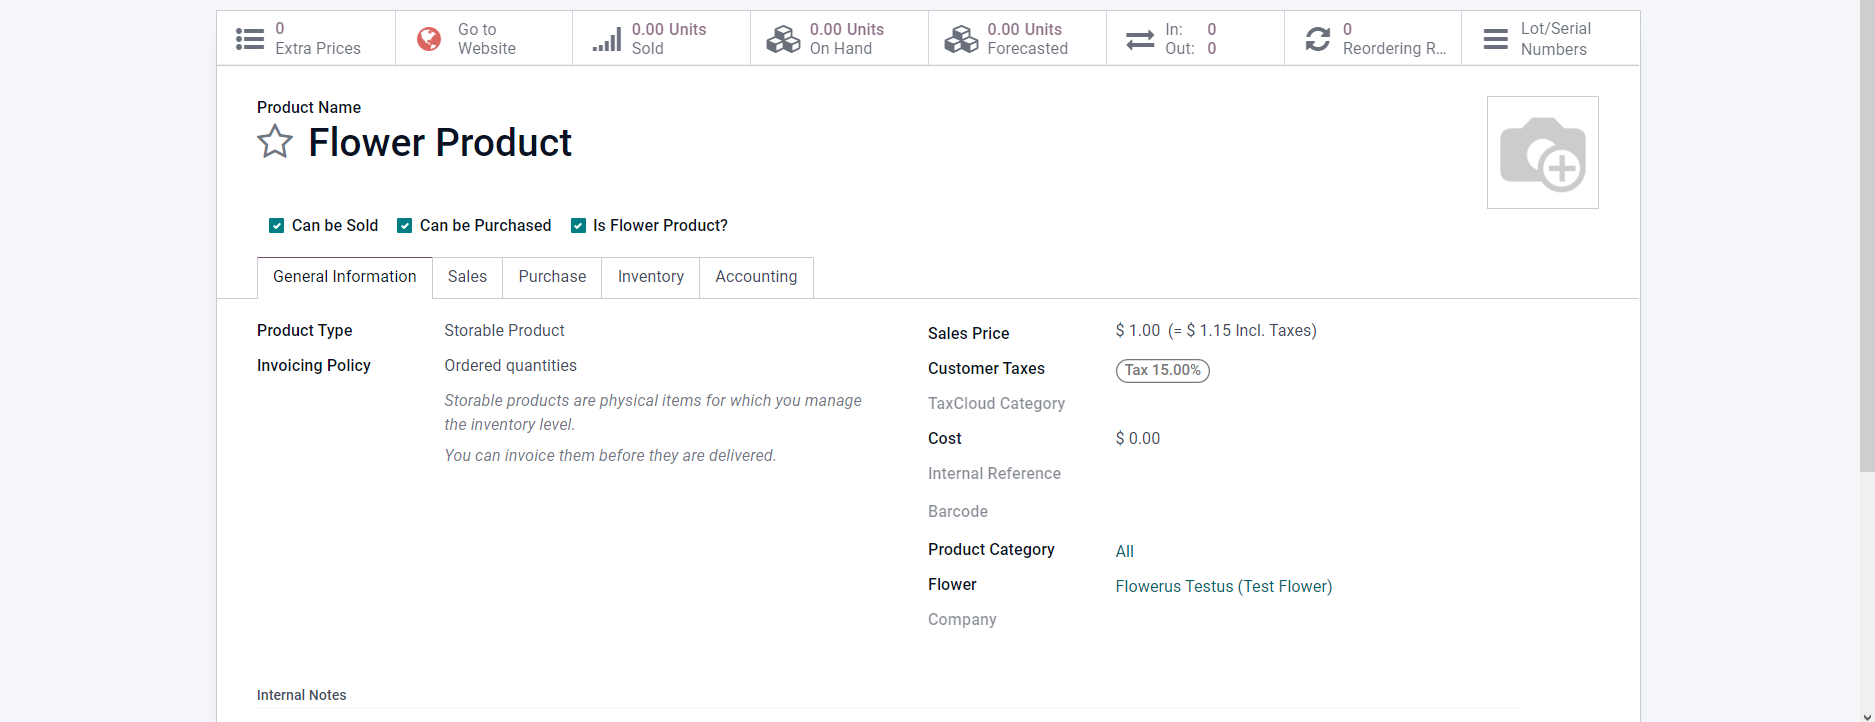 0
Extra Prices
Go to
Website
0.00 Units
Sold
0.00 Units
On Hand
0.00 Units
Forecasted
In: 0
Out: 0
0
Reordering R...
Lot/Serial
Numbers
Product Name
Flower Product
Can be Sold Can be Purchased Is Flower Product?
General Information Sales Purchase Inventory Accounting
Product Type Storable Product
Invoicing Policy Ordered quantities
Storable products are physical items for which you manage
the inventory level.
You can invoice them before they are delivered.
Sales Price $ 1.00 (= $ 1.15 Incl. Taxes)
Customer Taxes Tax 15.00%
TaxCloud Category
Cost $ 0.00
Internal Reference
Barcode
Product Category All
Flower Flowerus Testus (Test Flower)
Company
Internal Notes